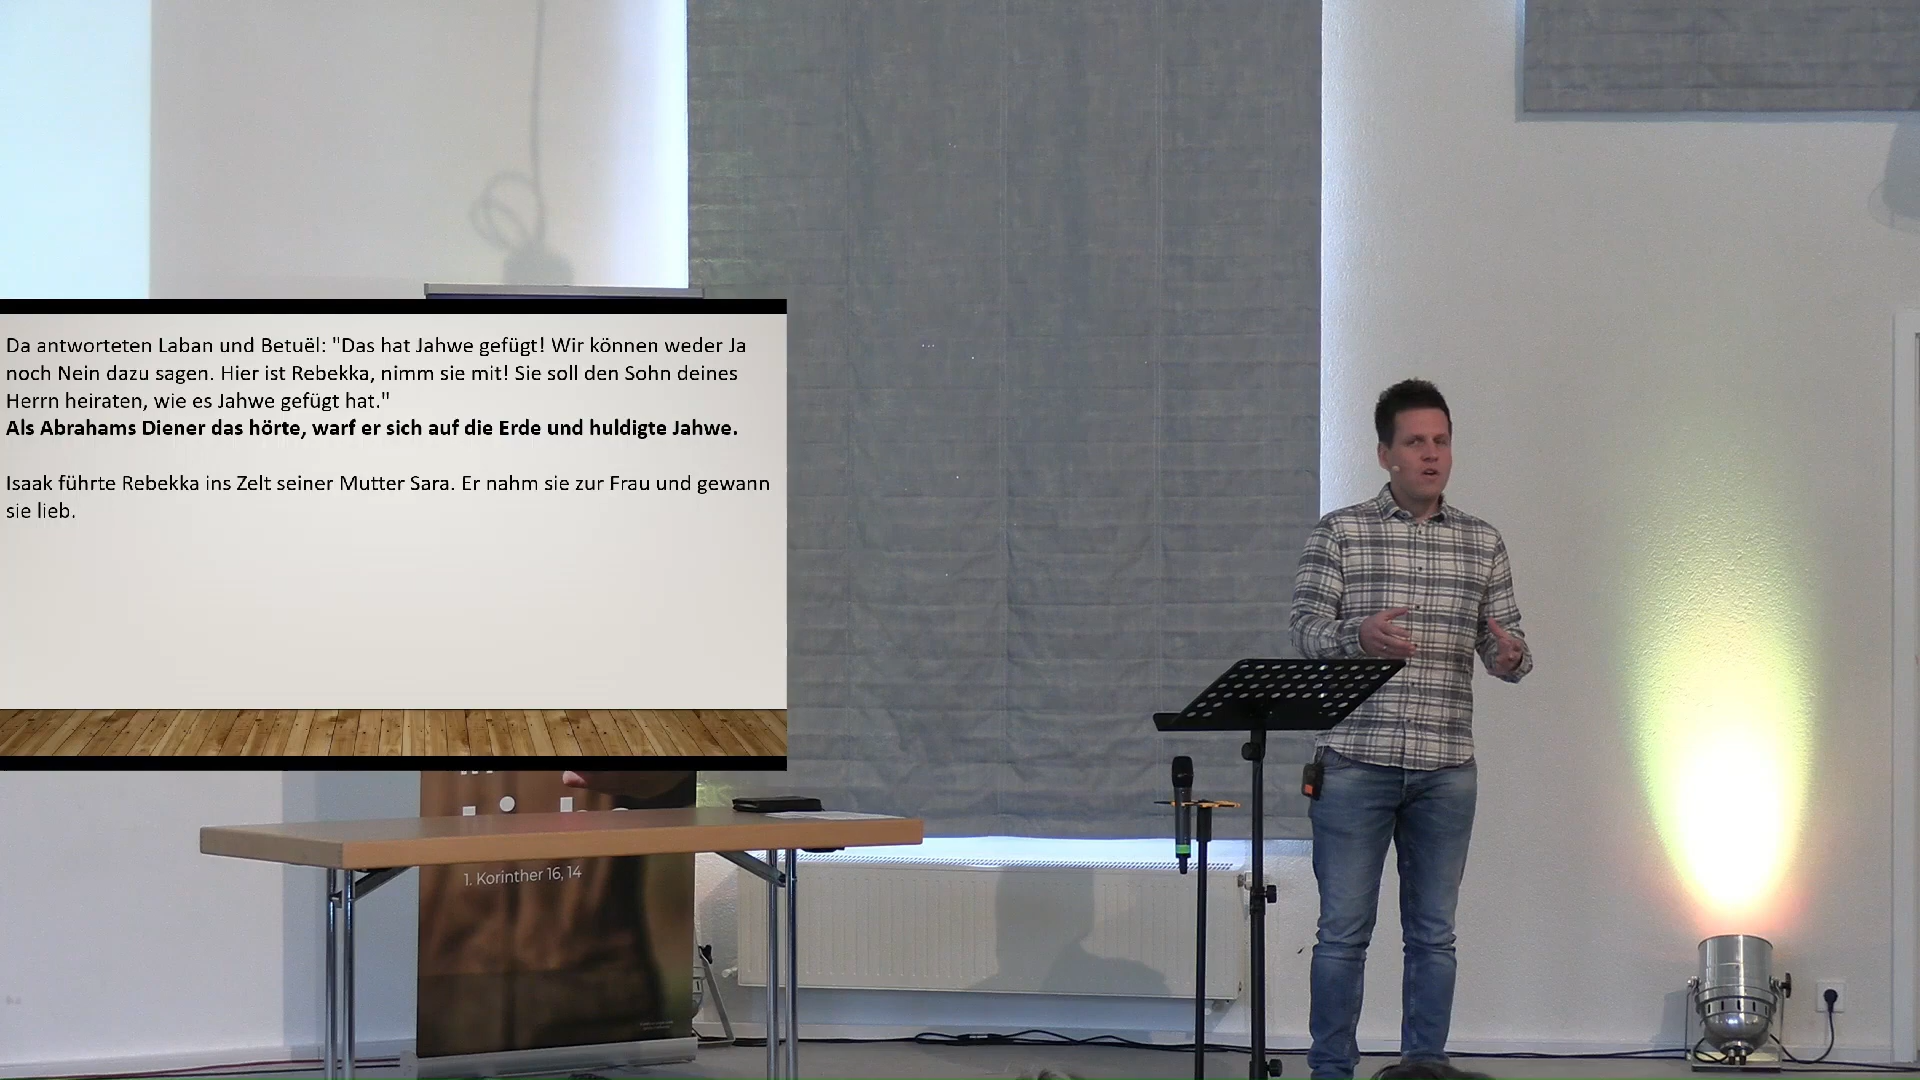 Da antworteten Laban und Betuël: "Das hat Jahwe gefügt! Wir können weder Ja
noch Nein dazu sagen. Hier ist Rebekka, nimm sie mit! Sie soll den Sohn deines
Herrn heiraten, wie es Jahwe gefügt hat."
Als Abrahams Diener das hörte, warf er sich auf die Erde und huldigte Jahwe.
Isaak führte Rebekka ins Zelt seiner Mutter Sara. Er nahm sie zur Frau und gewann
sie lieb.
1. Korinther 16, 14